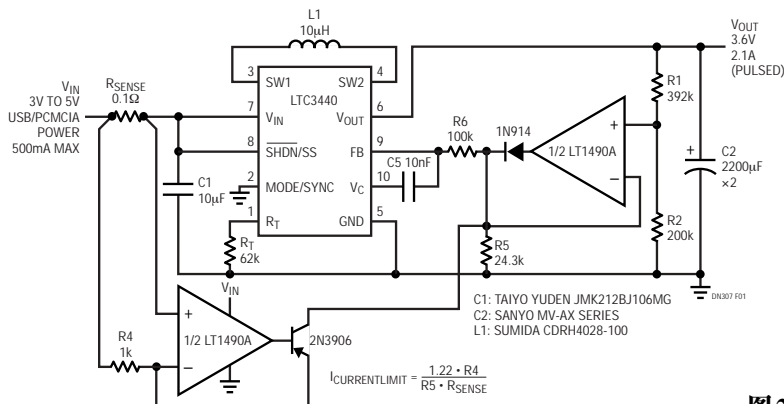 L1
10µH
VIN
3V TO 5V
USB/PCMCIA
POWER
500mA MAX
RSENSE
0.1Ω
3
SW1
SW2
4
LTC3440
7
VIN
VOUT
6
8
SHDN/SS
FB
9
2
MODE/SYNC
VC
10
1
RT
GND
5
C1
10µF
RT
62k
C5 10nF
R6
100k
1N914
+
1/2 LT1490A
–
R1
392k
R2
200k
R5
24.3k
VOUT
3.6V
2.1A
(PULSED)
+
C2
2200µF
×2
DN307 F01
C1: TAIYO YUDEN JMK212BJ106MG
C2: SANYO MV-AX SERIES
L1: SUMIDA CDRH4028-100
R4
1k
VIN
+
1/2 LT1490A
–
2N3906
ICURRENTLIMIT = 1.22 • R4 / R5 • RSENSE